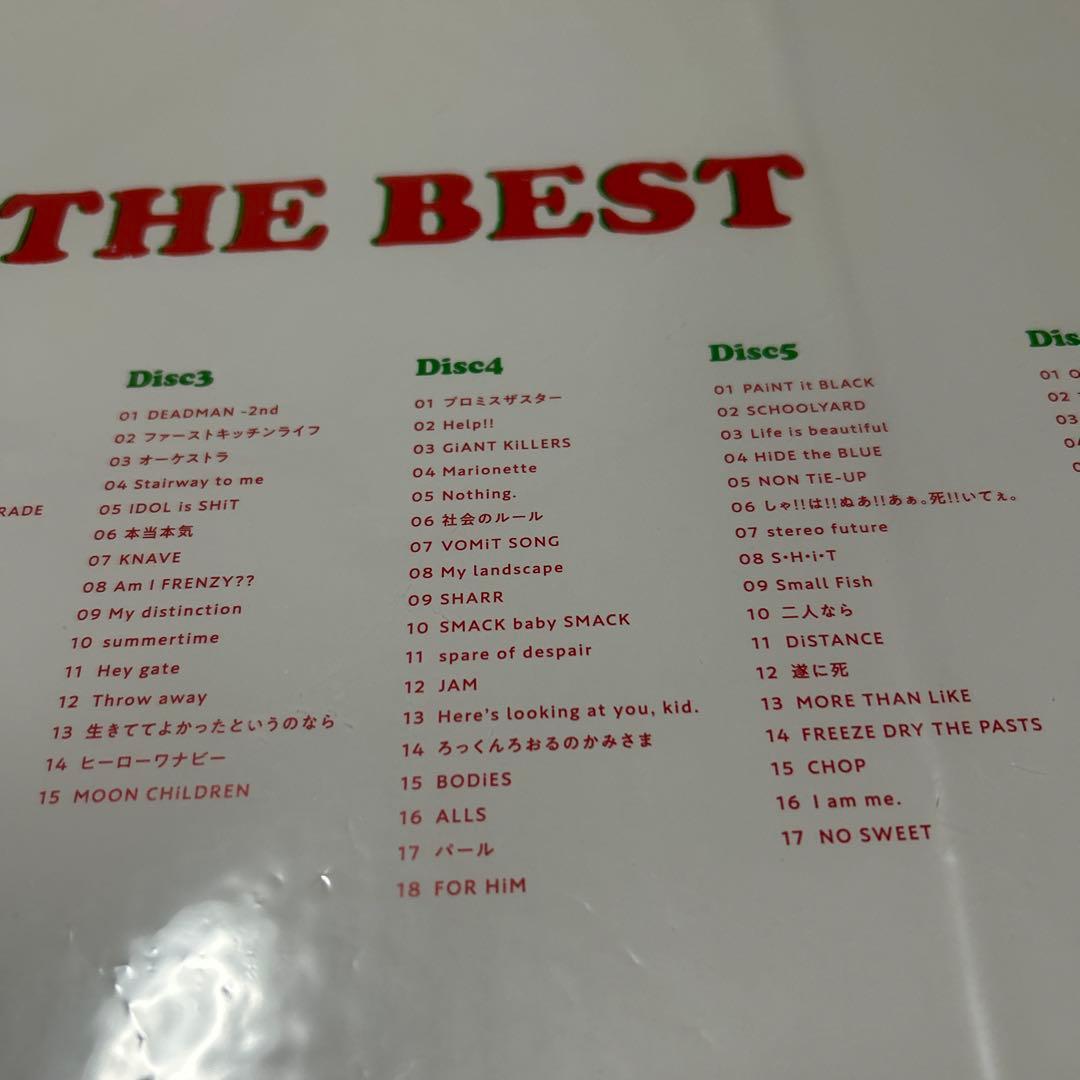 THE BEST
RADE
Disc3
01 DEADMAN -2nd
02 ファーストキッチンライフ
03 オーケストラ
04 Stairway to me
05 IDOL is SHiT
06 本当本気
07 KNAVE
08 Am I FRENZY??
09 My distinction
10 summertime
11 Hey gate
12 Throw away
13 生きててよかったというのなら
14 ヒーローワナビー
15 MOON CHiLDREN
Disc4
01 プロミスザスター
02 Help!!
03 GiANT KiLLERS
04 Marionette
05 Nothing.
06 社会のルール
07 VOMiT SONG
08 My landscape
09 SHARR
10 SMACK baby SMACK
11 spare of despair
12 JAM
13 Here's looking at you, kid.
14 ろっくんろおるのかみさま
15 BODiES
16 ALLS
17 パール
18 FOR HiM
Disc5
01 PAiNT it BLACK
02 SCHOOLYARD
03 Life is beautiful
04 HiDE the BLUE
05 NON TiE-UP
06 しゃ!!は!!ぬあ!!あぁ。死!!いてぇ。
07 stereo future
08 S•H•i•T
09 Small Fish
10 二人なら
11 DiSTANCE
12 遂に死
13 MORE THAN LiKE
14 FREEZE DRY THE PASTS
15 CHOP
16 I am me.
17 NO SWEET
Dis
01
02
03